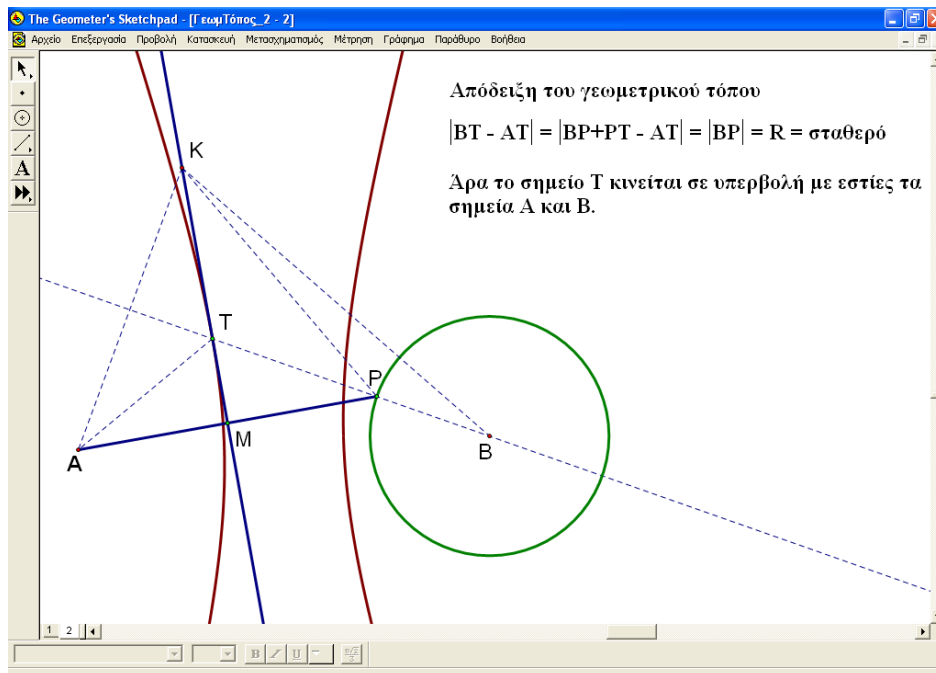 The Geometer's Sketchpad - [ΓεωμΤόπος_2 - 2]
Αρχείο Επεξεργασία Προβολή Κατασκευή Μετασχηματισμός Μέτρηση Γράφημα Παράθυρο Βοήθεια
Απόδειξη του γεωμετρικού τόπου
|BT - AT| = |BP+PT - AT| = |BP| = R = σταθερό
Άρα το σημείο Τ κινείται σε υπερβολή με εστίες τα
σημεία Α και Β.
A
K
T
P
M
B
A
1 2
B I U